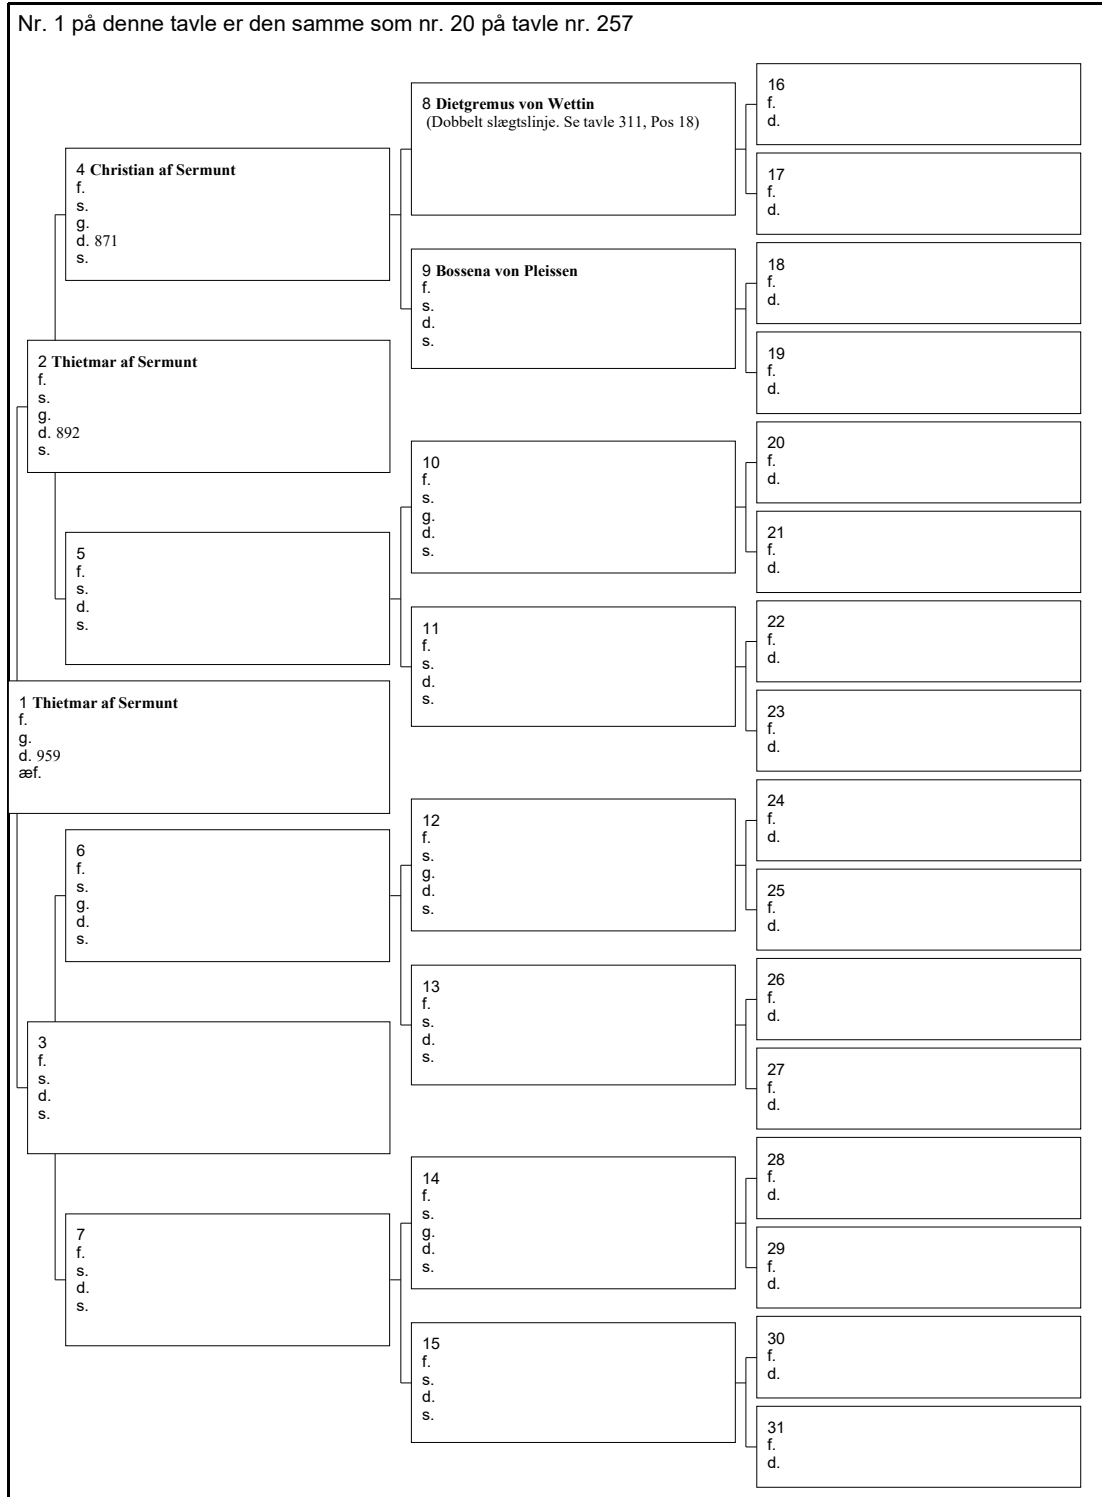 Nr. 1 på denne tavle er den samme som nr. 20 på tavle nr. 257
1 Thietmar af Sermunt
f.
g.
d. 959
æf.
2 Thietmar af Sermunt
f.
s.
g.
d. 892
s.
3
f.
s.
d.
s.
4 Christian af Sermunt
f.
s.
g.
d. 871
s.
5
f.
s.
d.
s.
6
f.
s.
g.
d.
s.
7
f.
s.
d.
s.
8 Dietgremus von Wettin
(Dobbelt slægtslinje. Se tavle 311, Pos 18)
9 Bossena von Pleissen
f.
s.
d.
s.
10
f.
s.
g.
d.
s.
11
f.
s.
d.
s.
12
f.
s.
g.
d.
s.
13
f.
s.
d.
s.
14
f.
s.
g.
d.
s.
15
f.
s.
d.
s.
16
f.
d.
17
f.
d.
18
f.
d.
19
f.
d.
20
f.
d.
21
f.
d.
22
f.
d.
23
f.
d.
24
f.
d.
25
f.
d.
26
f.
d.
27
f.
d.
28
f.
d.
29
f.
d.
30
f.
d.
31
f.
d.